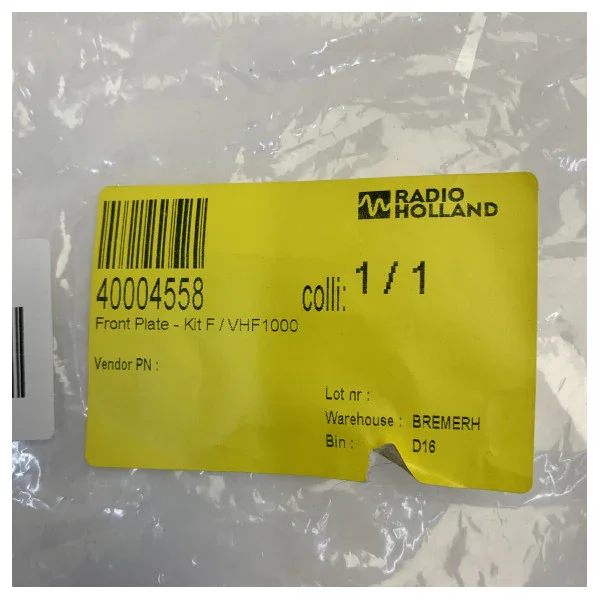 RADIO
HOLLAND
40004558
colli: 1 / 1
Front Plate - Kit F / VHF1000
Vendor PN :
Lot nr :
Warehouse : BREMERH
Bin : D16